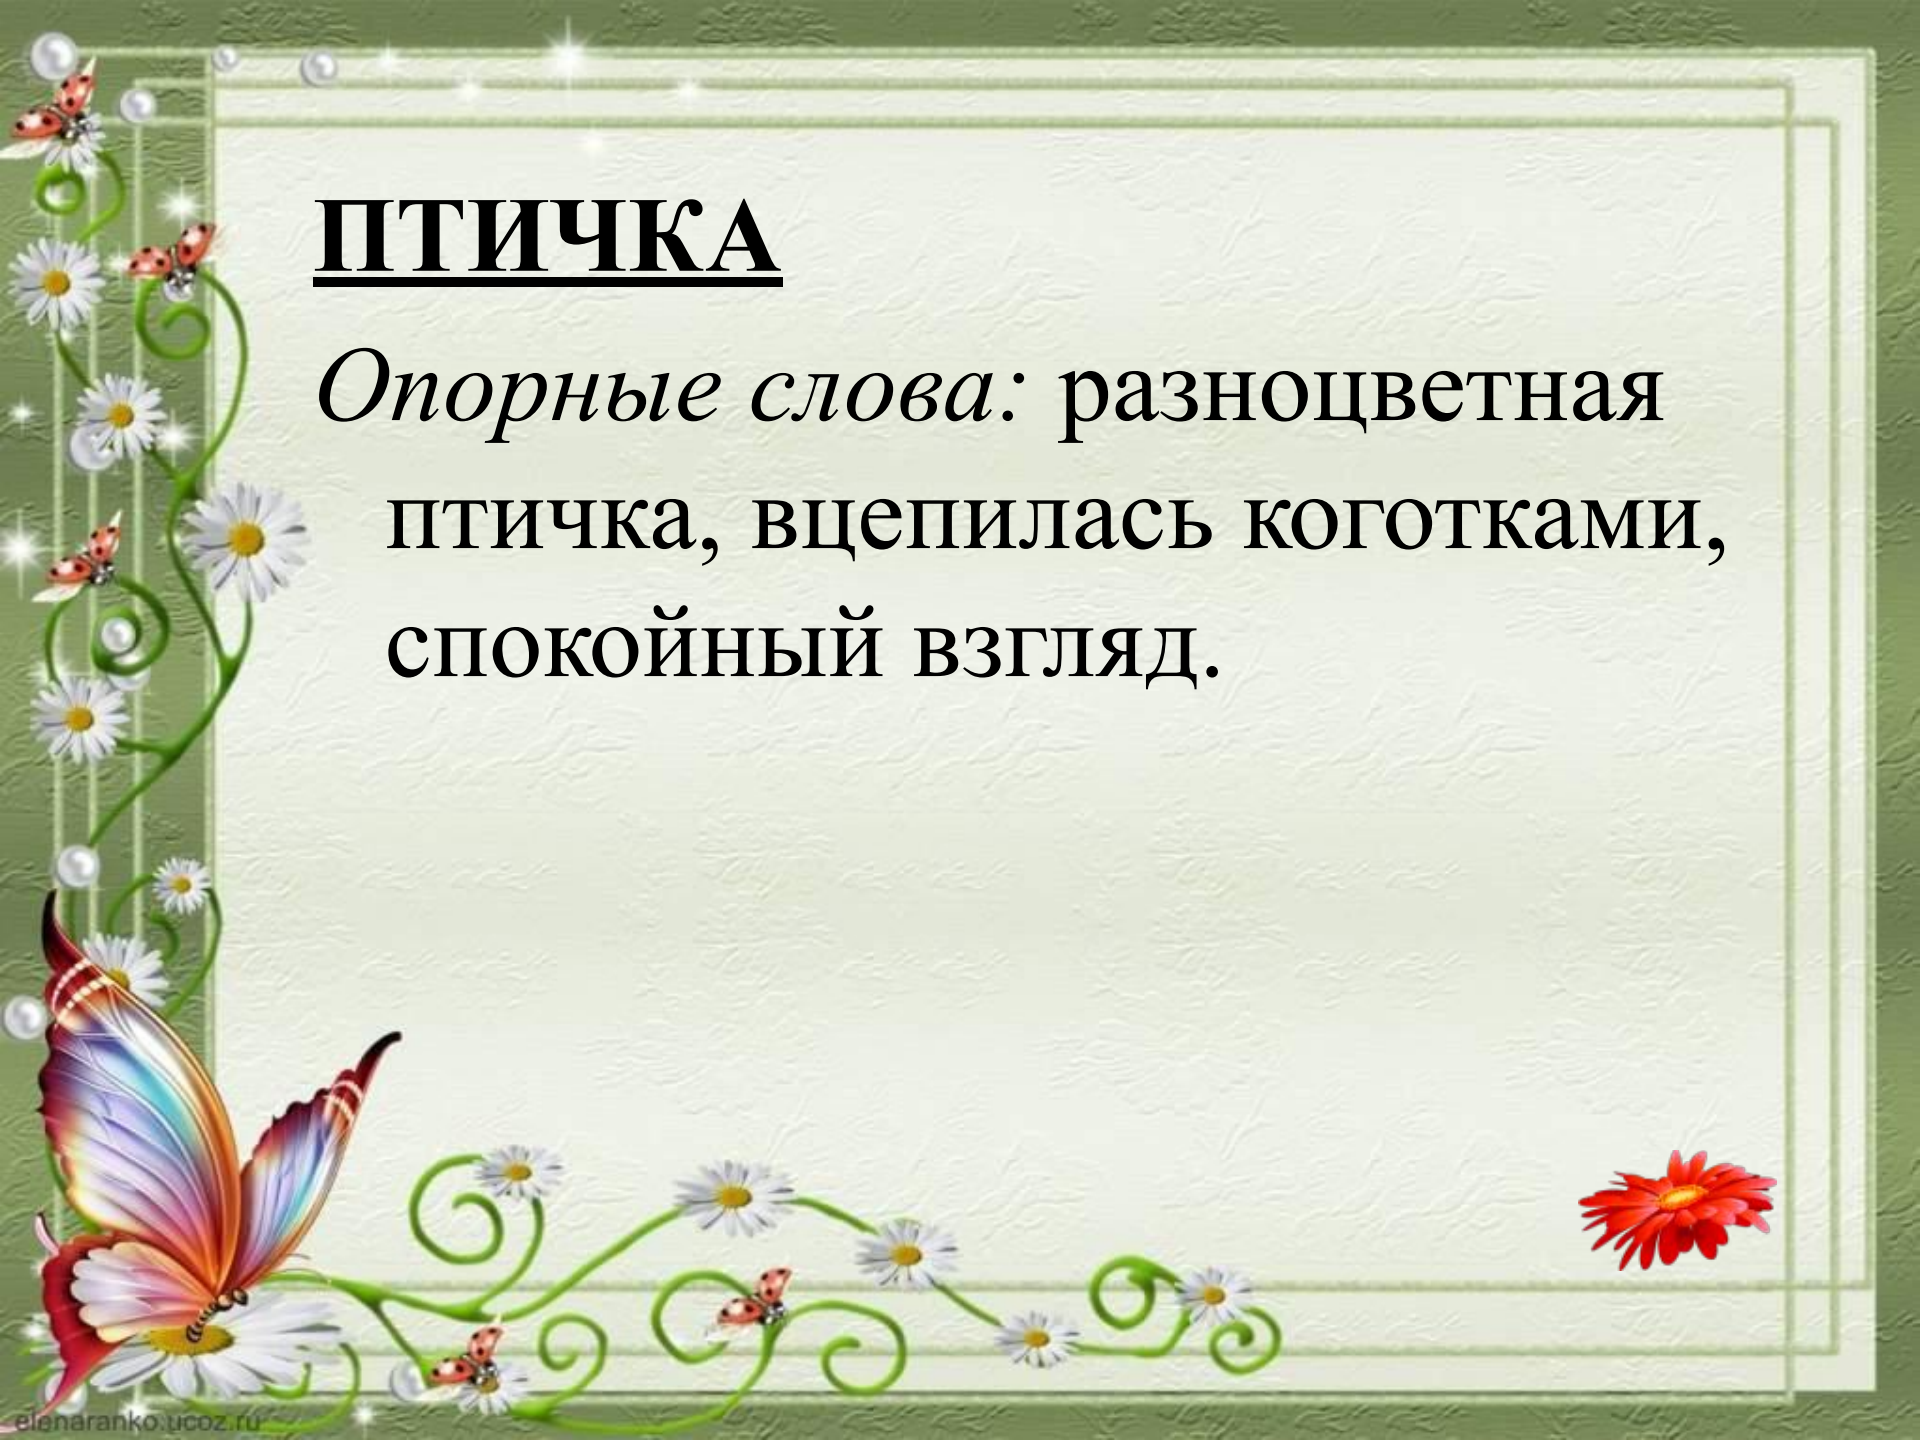 ПТИЧКА
Опорные слова: разноцветная
птичка, вцепилась коготками,
спокойный взгляд.
elenaranko.ucoz.ru